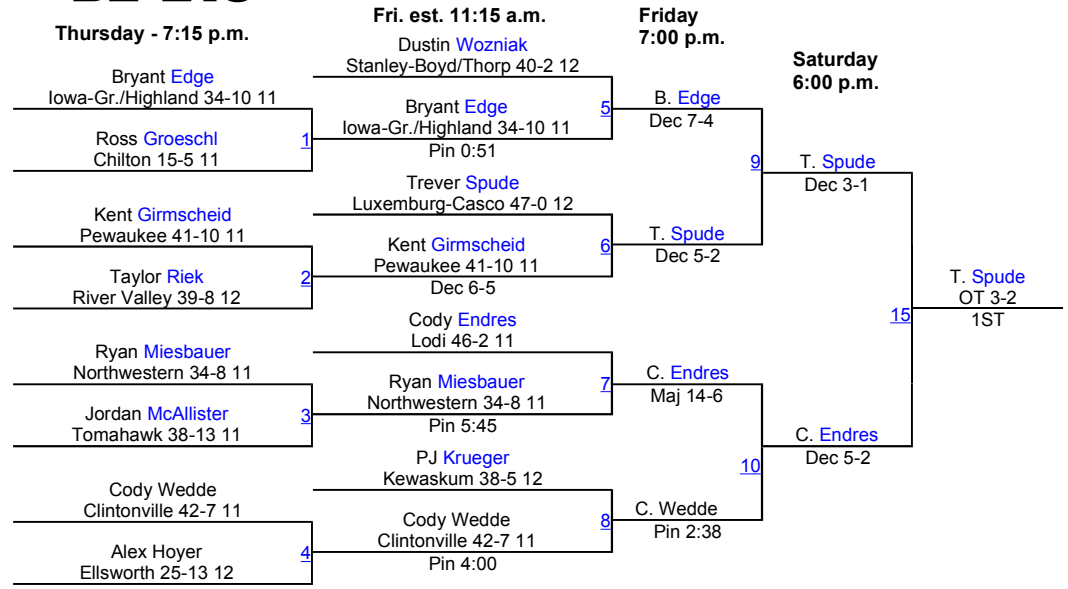 Thursday - 7:15 p.m.
Fri. est. 11:15 a.m.
Friday
7:00 p.m.
Saturday
6:00 p.m.
Bryant Edge
Iowa-Gr./Highland 34-10 11
Ross Groeschl
Chilton 15-5 11
1
Kent Girmscheid
Pewaukee 41-10 11
Taylor Riek
River Valley 39-8 12
2
Ryan Miesbauer
Northwestern 34-8 11
Jordan McAllister
Tomahawk 38-13 11
3
Cody Wedde
Clintonville 42-7 11
Alex Hoyer
Ellsworth 25-13 12
4
Dustin Wozniak
Stanley-Boyd/Thorp 40-2 12
Bryant Edge
Iowa-Gr./Highland 34-10 11
Pin 0:51
5
Trever Spude
Luxemburg-Casco 47-0 12
Kent Girmscheid
Pewaukee 41-10 11
Dec 6-5
6
Cody Endres
Lodi 46-2 11
Ryan Miesbauer
Northwestern 34-8 11
Pin 5:45
7
PJ Krueger
Kewaskum 38-5 12
Cody Wedde
Clintonville 42-7 11
Pin 4:00
8
B. Edge
Dec 7-4
T. Spude
Dec 5-2
9
C. Endres
Maj 14-6
C. Wedde
Pin 2:38
10
T. Spude
Dec 3-1
C. Endres
Dec 5-2
15
T. Spude
OT 3-2
1ST